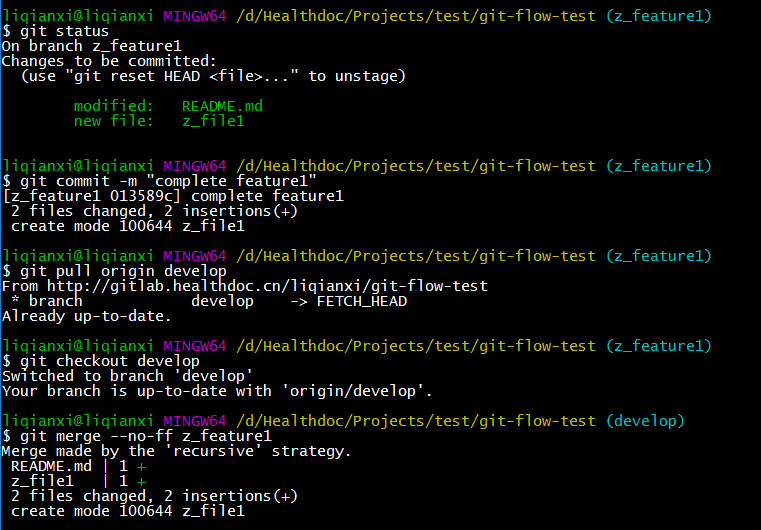 liqianxi@liqianxi MINGW64 /d/Healthdoc/Projects/test/git-flow-test (z_feature1)
$ git status
On branch z_feature1
Changes to be committed:
  (use "git reset HEAD <file>..." to unstage)
        modified:   README.md
        new file:   z_file1
liqianxi@liqianxi MINGW64 /d/Healthdoc/Projects/test/git-flow-test (z_feature1)
$ git commit -m "complete feature1"
[z_feature1 013589c] complete feature1
 2 files changed, 2 insertions(+)
 create mode 100644 z_file1
liqianxi@liqianxi MINGW64 /d/Healthdoc/Projects/test/git-flow-test (z_feature1)
$ git pull origin develop
From http://gitlab.healthdoc.cn/liqianxi/git-flow-test
 * branch            develop    -> FETCH_HEAD
Already up-to-date.
liqianxi@liqianxi MINGW64 /d/Healthdoc/Projects/test/git-flow-test (z_feature1)
$ git checkout develop
Switched to branch 'develop'
Your branch is up-to-date with 'origin/develop'.
liqianxi@liqianxi MINGW64 /d/Healthdoc/Projects/test/git-flow-test (develop)
$ git merge --no-ff z_feature1
Merge made by the 'recursive' strategy.
 README.md | 1 +
 z_file1   | 1 +
 2 files changed, 2 insertions(+)
 create mode 100644 z_file1